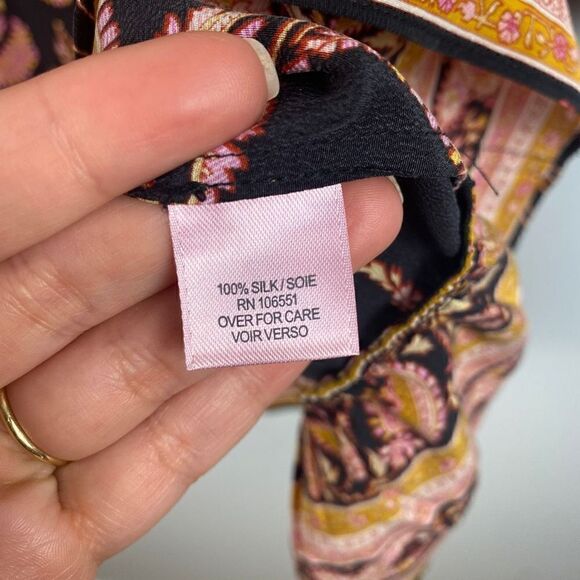 100% SILK/SOIE
RN 106551
OVER FOR CARE
VOIR VERSO